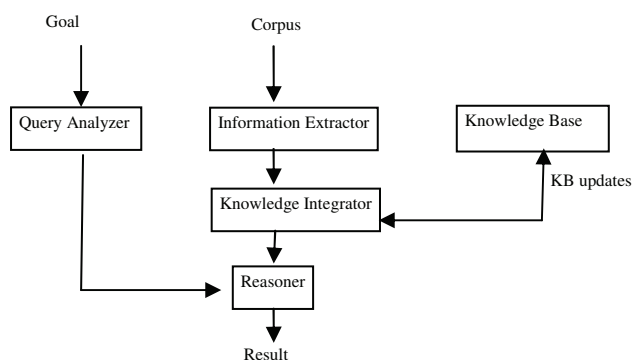 Goal
Corpus
Query Analyzer
Information Extractor
Knowledge Base
KB updates
Knowledge Integrator
Reasoner
Result